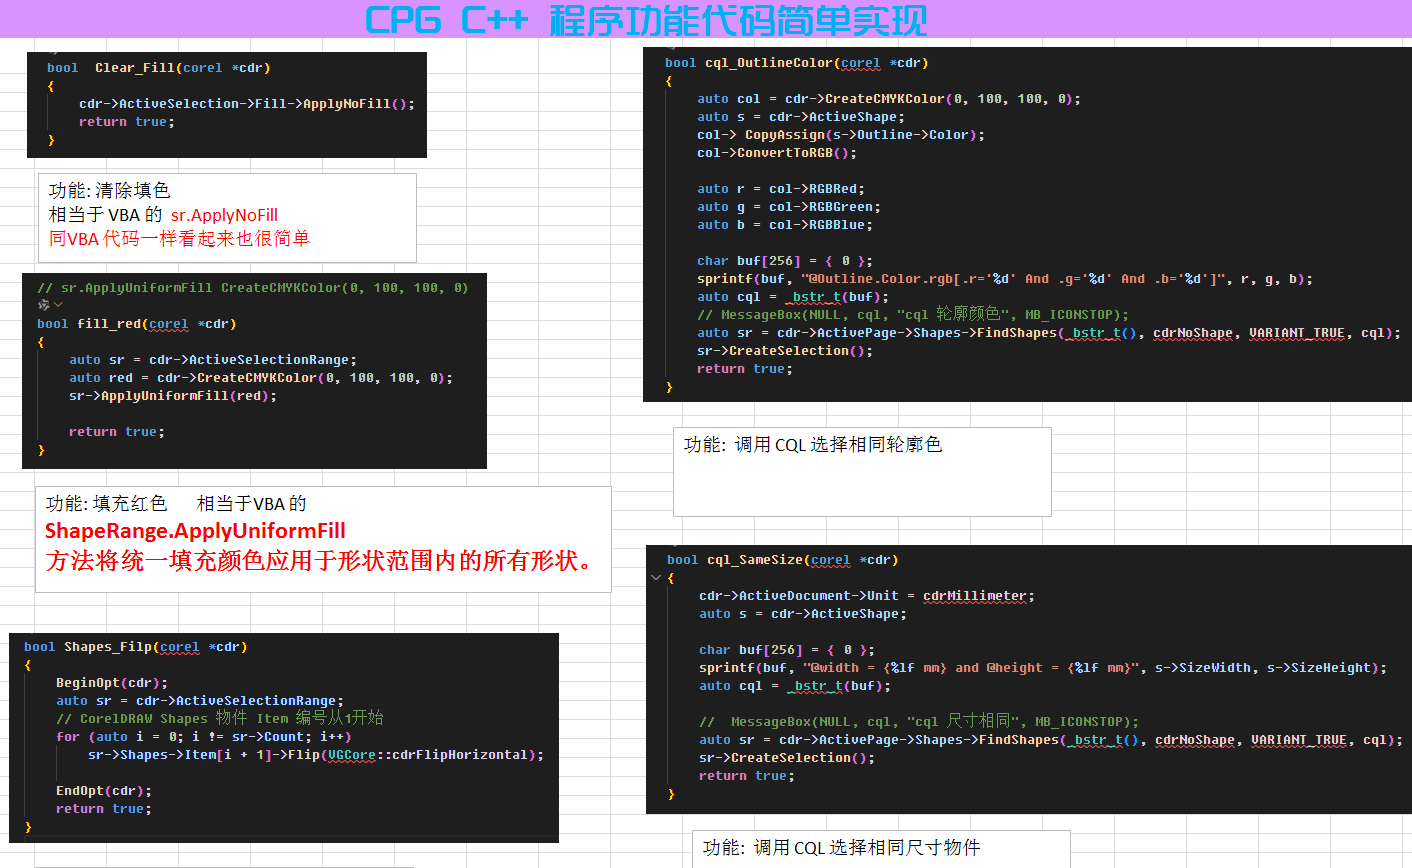 CPG C++ 程序功能代码简单实现
bool  Clear_Fill(corel *cdr)
{
    cdr->ActiveSelection->Fill->ApplyNoFill();
    return true;
}
功能: 清除填色
相当于 VBA 的 sr.ApplyNoFill
同VBA 代码一样看起来也很简单
// sr.ApplyUniformFill CreateCMYKColor(0, 100, 100, 0)
bool fill_red(corel *cdr)
{
    auto sr = cdr->ActiveSelectionRange;
    auto red = cdr->CreateCMYKColor(0, 100, 100, 0);
    sr->ApplyUniformFill(red);
    return true;
}
功能: 填充红色 相当于VBA 的
ShapeRange.ApplyUniformFill
方法将统一填充颜色应用于形状范围内的所有形状。
bool Shapes_Filp(corel *cdr)
{
    BeginOpt(cdr);
    auto sr = cdr->ActiveSelectionRange;
    // CorelDRAW Shapes 物件 Item 编号从1开始
    for (auto i = 0; i != sr->Count; i++)
        sr->Shapes->Item[i + 1]->Flip(VGCore::cdrFlipHorizontal);
    EndOpt(cdr);
    return true;
}
bool cql_OutlineColor(corel *cdr)
{
    auto col = cdr->CreateCMYKColor(0, 100, 100, 0);
    auto s = cdr->ActiveShape;
    col-> CopyAssign(s->Outline->Color);
    col->ConvertToRGB();
    auto r = col->RGBRed;
    auto g = col->RGBGreen;
    auto b = col->RGBBlue;
    char buf[256] = { 0 };
    sprintf(buf, "@Outline.Color.rgb[.r='%d' And .g='%d' And .b='%d']", r, g, b);
    auto cql = _bstr_t(buf);
    // MessageBox(NULL, cql, "cql 轮廓颜色", MB_ICONSTOP);
    auto sr = cdr->ActivePage->Shapes->FindShapes(_bstr_t(), cdrNoShape, VARIANT_TRUE, cql);
    sr->CreateSelection();
    return true;
}
功能: 调用 CQL 选择相同轮廓色
bool cql_SameSize(corel *cdr)
{
    cdr->ActiveDocument->Unit = cdrMillimeter;
    auto s = cdr->ActiveShape;
    char buf[256] = { 0 };
    sprintf(buf, "@width = {%lf mm} and @height = {%lf mm}", s->SizeWidth, s->SizeHeight);
    auto cql = _bstr_t(buf);
    //  MessageBox(NULL, cql, "cql 尺寸相同", MB_ICONSTOP);
    auto sr = cdr->ActivePage->Shapes->FindShapes(_bstr_t(), cdrNoShape, VARIANT_TRUE, cql);
    sr->CreateSelection();
    return true;
}
功能: 调用 CQL 选择相同尺寸物件